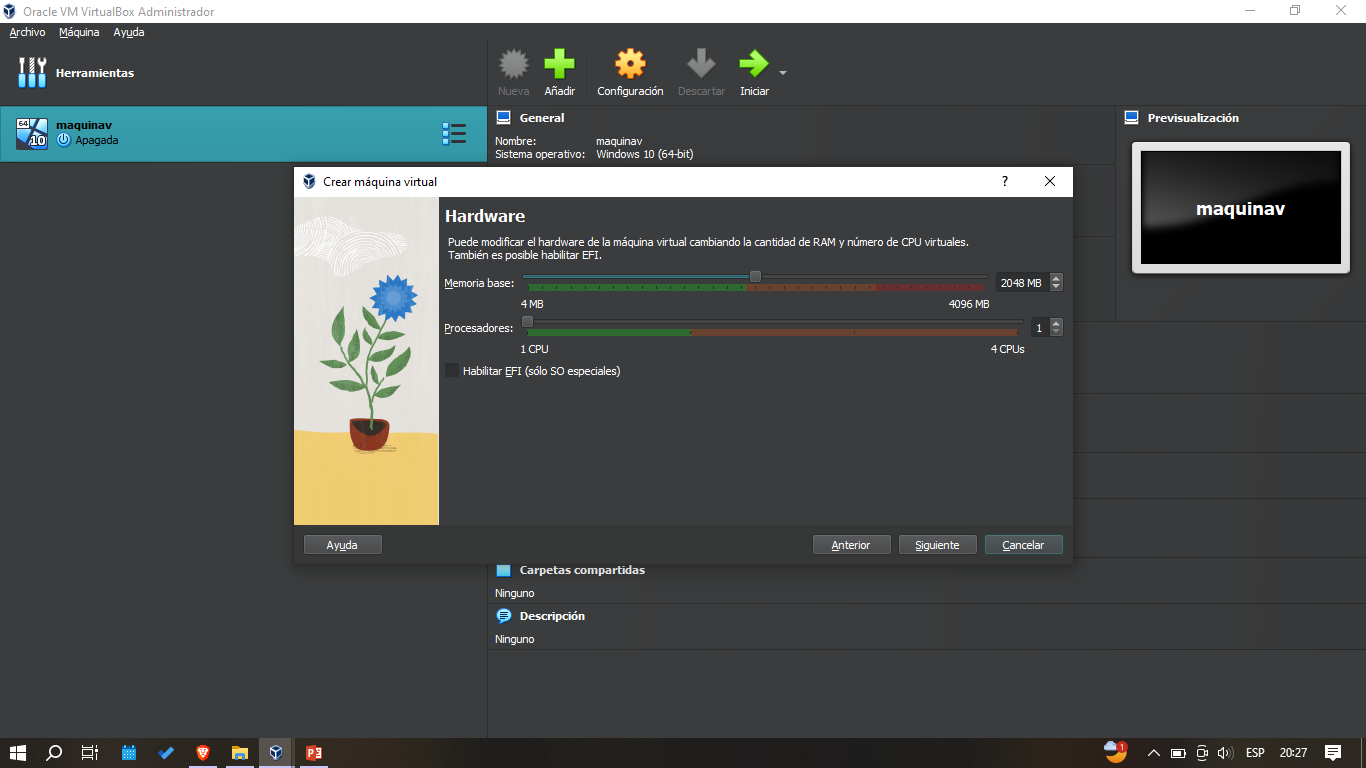 Oracle VM VirtualBox Administrador
Archivo Máquina Ayuda
Herramientas
Nueva Añadir Configuración Descartar Iniciar
64
10
maquinav
Apagada
General
Nombre: maquinav
Sistema operativo: Windows 10 (64-bit)
Previsualización
maquinav
Crear máquina virtual
?
Hardware
Puede modificar el hardware de la máquina virtual cambiando la cantidad de RAM y número de CPU virtuales.
También es posible habilitar EFI.
Memoria base: 2048 MB
4 MB 4096 MB
Procesadores: 1
1 CPU 4 CPUs
Habilitar EFI (sólo SO especiales)
Ayuda Anterior Siguiente Cancelar
Carpetas compartidas
Ninguno
Descripción
Ninguno
1 ESP 20:27